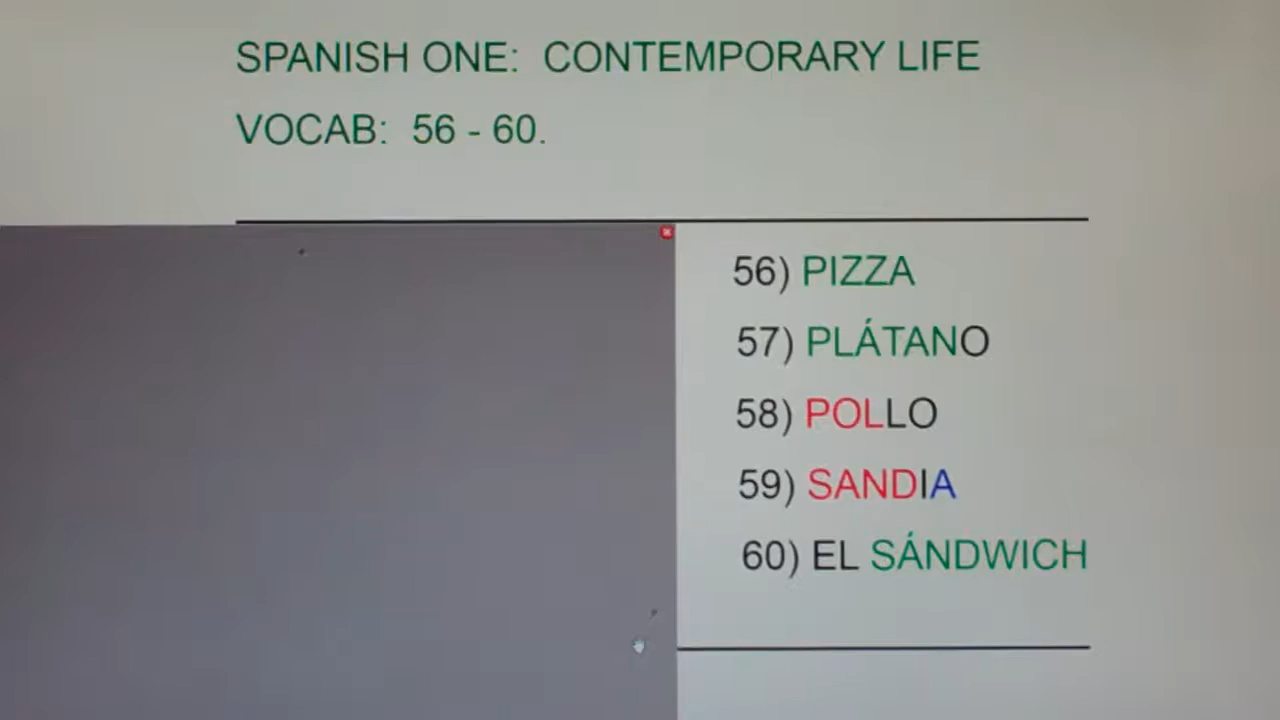 SPANISH ONE: CONTEMPORARY LIFE
VOCAB: 56 - 60.
56) PIZZA
57) PLÁTANO
58) POLLO
59) SANDIA
60) EL SÁNDWICH